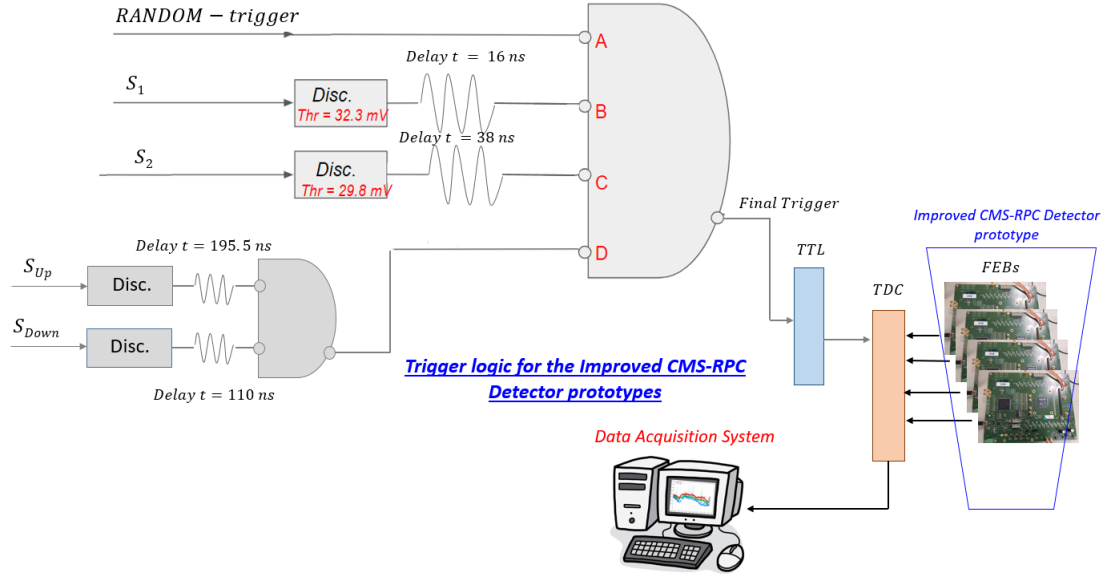 RANDOM − trigger
A
Delay t = 16 ns
S1
Disc.
Thr = 32.3 mV
B
Delay t = 38 ns
S2
Disc.
Thr = 29.8 mV
C
Final Trigger
Improved CMS-RPC Detector
prototype
Delay t = 195.5 ns
D
TTL
FEBs
SUp
Disc.
TDC
SDown
Disc.
Delay t = 110 ns
Trigger logic for the Improved CMS-RPC
Detector prototypes
Data Acquisition System